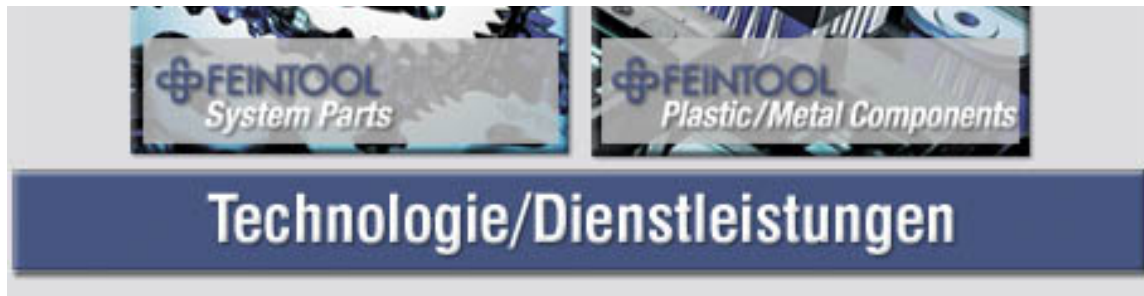 FEINTOOL
System Parts
FEINTOOL
Plastic/Metal Components
Technologie/Dienstleistungen